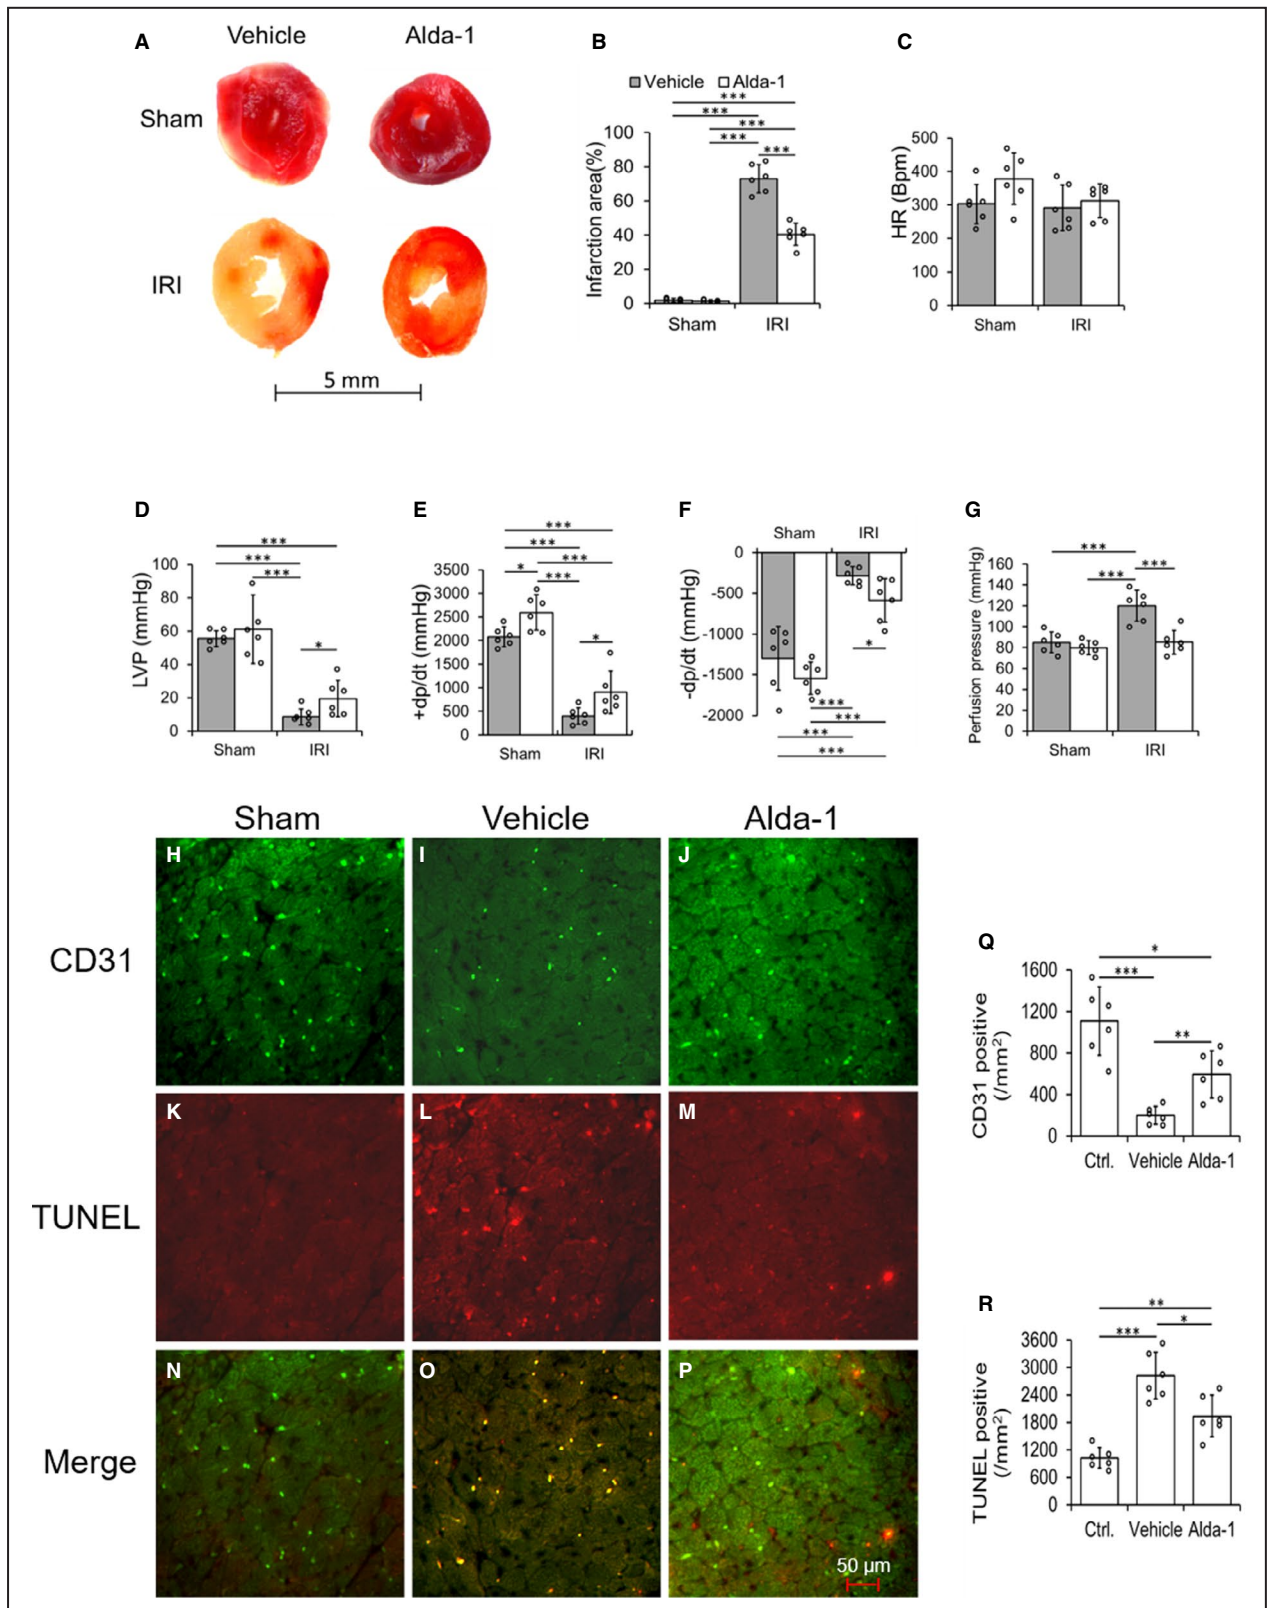 A
Vehicle
Alda-1
Sham
IRI
5 mm
B
Vehicle Alda-1
***
***
***
***
***
Infarction area(%)
100
80
60
40
20
0
Sham IRI
C
HR (Bpm)
500
400
300
200
100
0
Sham IRI
D
***
***
***
*
LVP (mmHg)
100
80
60
40
20
0
Sham IRI
E
***
***
***
*
***
*
+dp/dt (mmHg)
3500
3000
2500
2000
1500
1000
500
0
Sham IRI
F
Sham IRI
-dp/dt (mmHg)
0
-500
-1000
-1500
-2000
*
***
***
***
***
G
***
***
***
Perfusion pressure (mmHg)
160
140
120
100
80
60
40
20
0
Sham IRI
Sham Vehicle Alda-1
CD31
H I J
TUNEL
K L M
Merge
N O P
50 µm
Q
*
***
**
CD31 positive
(/mm²)
1600
1200
800
400
0
Ctrl. Vehicle Alda-1
R
**
***
*
TUNEL positive
(/mm²)
3600
3000
2400
1800
1200
600
0
Ctrl. Vehicle Alda-1